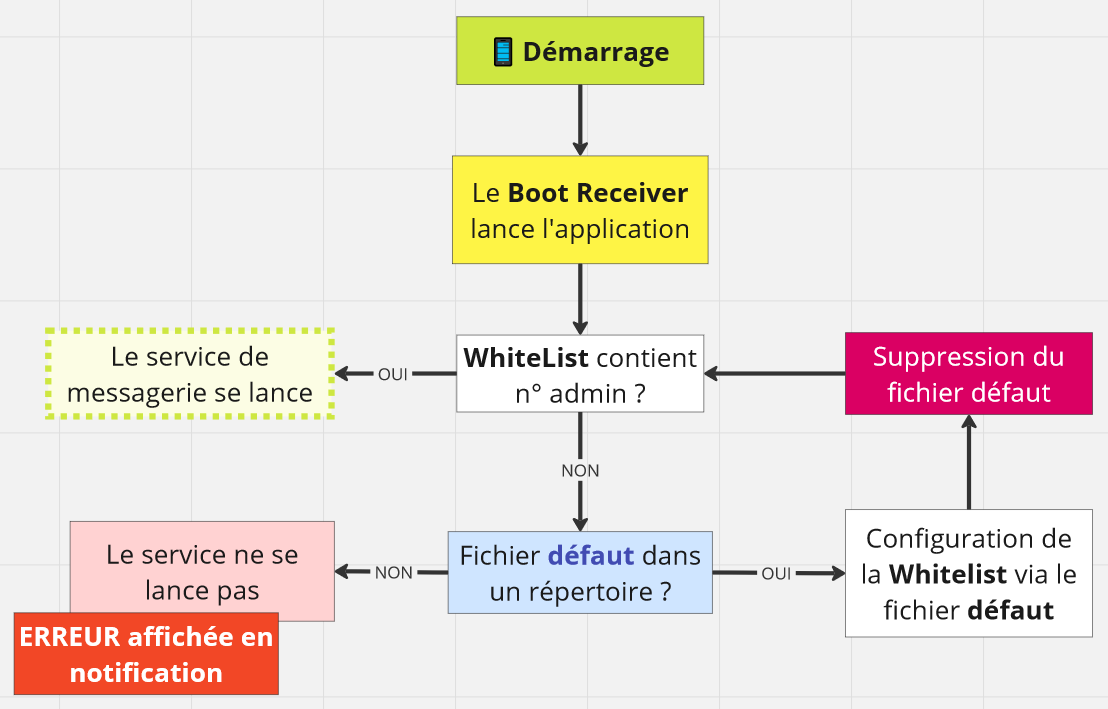 Démarrage
Le Boot Receiver
lance l'application
Le service de
messagerie se lance
OUI
WhiteList contient
n° admin ?
Suppression du
fichier défaut
NON
Le service ne se
lance pas
ERREUR affichée en
notification
NON
Fichier défaut dans
un répertoire ?
OUI
Configuration de
la Whitelist via le
fichier défaut